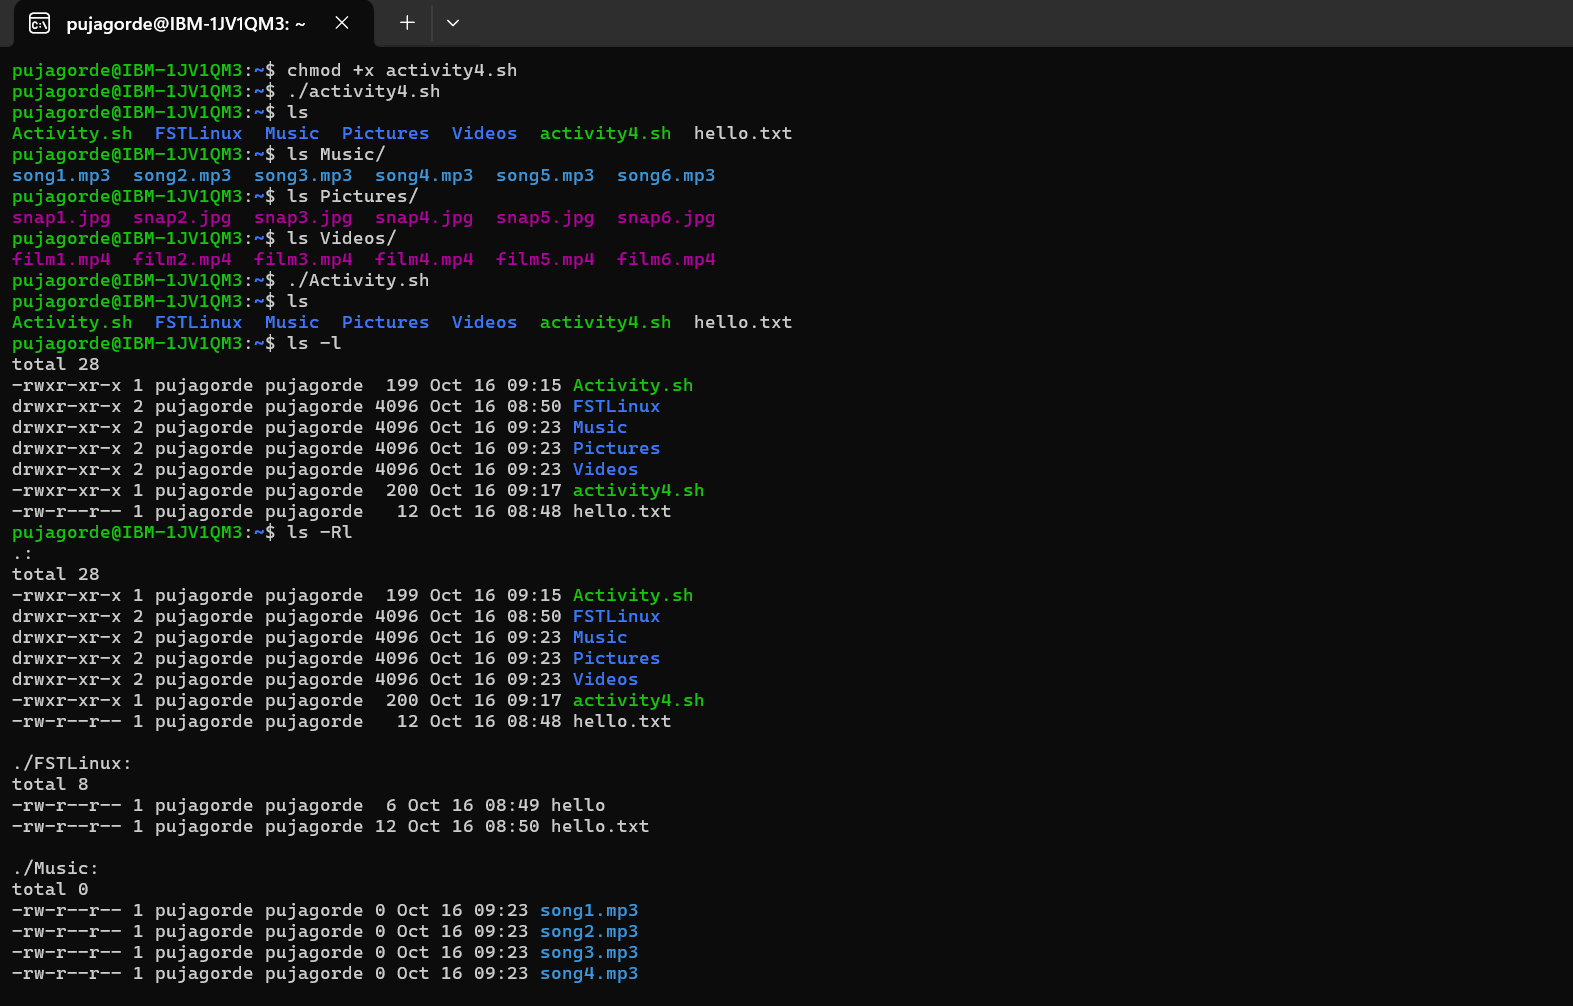 pujagorde@IBM-1JV1QM3: ~
pujagorde@IBM-1JV1QM3:~$ chmod +x activity4.sh
pujagorde@IBM-1JV1QM3:~$ ./activity4.sh
pujagorde@IBM-1JV1QM3:~$ ls
Activity.sh  FSTLinux  Music  Pictures  Videos  activity4.sh  hello.txt
pujagorde@IBM-1JV1QM3:~$ ls Music/
song1.mp3  song2.mp3  song3.mp3  song4.mp3  song5.mp3  song6.mp3
pujagorde@IBM-1JV1QM3:~$ ls Pictures/
snap1.jpg  snap2.jpg  snap3.jpg  snap4.jpg  snap5.jpg  snap6.jpg
pujagorde@IBM-1JV1QM3:~$ ls Videos/
film1.mp4  film2.mp4  film3.mp4  film4.mp4  film5.mp4  film6.mp4
pujagorde@IBM-1JV1QM3:~$ ./Activity.sh
pujagorde@IBM-1JV1QM3:~$ ls
Activity.sh  FSTLinux  Music  Pictures  Videos  activity4.sh  hello.txt
pujagorde@IBM-1JV1QM3:~$ ls -l
total 28
-rwxr-xr-x 1 pujagorde pujagorde  199 Oct 16 09:15 Activity.sh
drwxr-xr-x 2 pujagorde pujagorde 4096 Oct 16 08:50 FSTLinux
drwxr-xr-x 2 pujagorde pujagorde 4096 Oct 16 09:23 Music
drwxr-xr-x 2 pujagorde pujagorde 4096 Oct 16 09:23 Pictures
drwxr-xr-x 2 pujagorde pujagorde 4096 Oct 16 09:23 Videos
-rwxr-xr-x 1 pujagorde pujagorde  200 Oct 16 09:17 activity4.sh
-rw-r--r-- 1 pujagorde pujagorde   12 Oct 16 08:48 hello.txt
pujagorde@IBM-1JV1QM3:~$ ls -Rl
.:
total 28
-rwxr-xr-x 1 pujagorde pujagorde  199 Oct 16 09:15 Activity.sh
drwxr-xr-x 2 pujagorde pujagorde 4096 Oct 16 08:50 FSTLinux
drwxr-xr-x 2 pujagorde pujagorde 4096 Oct 16 09:23 Music
drwxr-xr-x 2 pujagorde pujagorde 4096 Oct 16 09:23 Pictures
drwxr-xr-x 2 pujagorde pujagorde 4096 Oct 16 09:23 Videos
-rwxr-xr-x 1 pujagorde pujagorde  200 Oct 16 09:17 activity4.sh
-rw-r--r-- 1 pujagorde pujagorde   12 Oct 16 08:48 hello.txt

./FSTLinux:
total 8
-rw-r--r-- 1 pujagorde pujagorde  6 Oct 16 08:49 hello
-rw-r--r-- 1 pujagorde pujagorde 12 Oct 16 08:50 hello.txt

./Music:
total 0
-rw-r--r-- 1 pujagorde pujagorde 0 Oct 16 09:23 song1.mp3
-rw-r--r-- 1 pujagorde pujagorde 0 Oct 16 09:23 song2.mp3
-rw-r--r-- 1 pujagorde pujagorde 0 Oct 16 09:23 song3.mp3
-rw-r--r-- 1 pujagorde pujagorde 0 Oct 16 09:23 song4.mp3